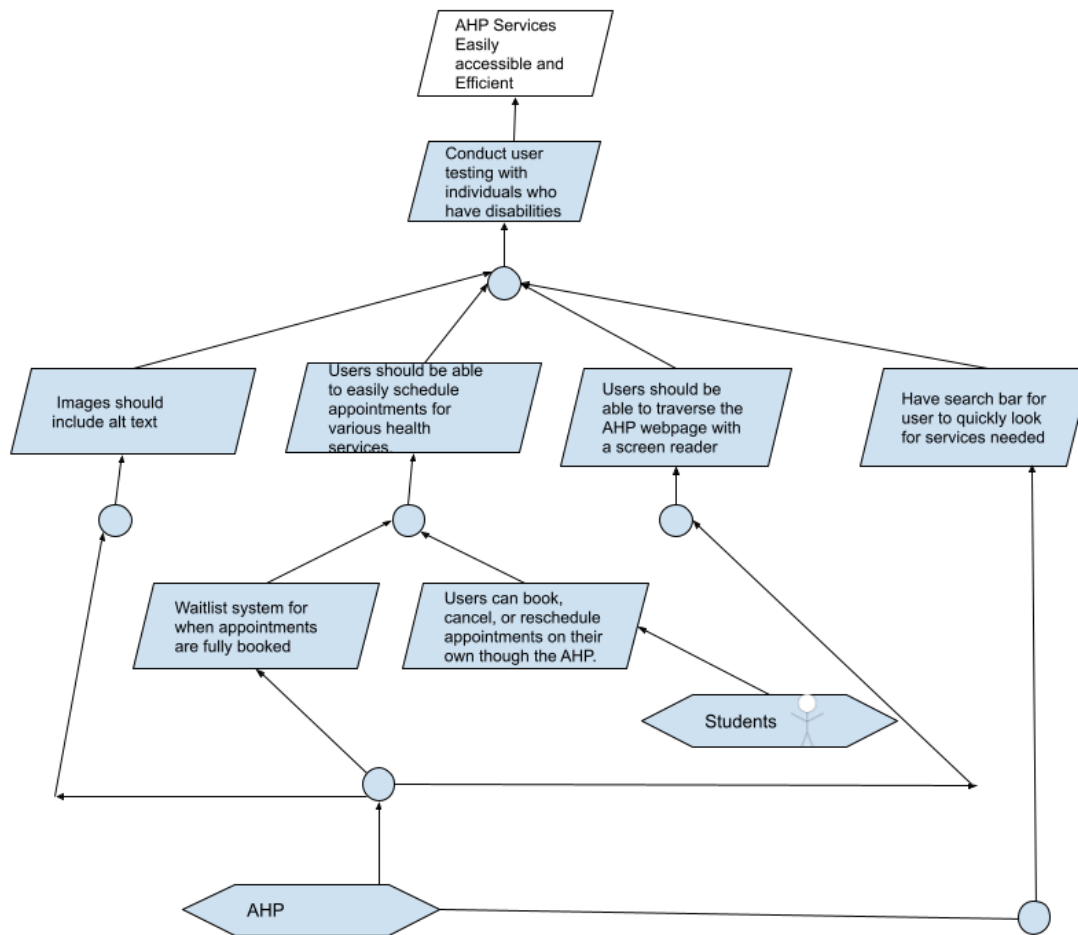 AHP Services
Easily
accessible and
Efficient
Conduct user
testing with
individuals who
have disabilities
Images should
include alt text
Users should be able
to easily schedule
appointments for
various health
services.
Users should be
able to traverse the
AHP webpage with
a screen reader
Have search bar for
user to quickly look
for services needed
Waitlist system for
when appointments
are fully booked
Users can book,
cancel, or reschedule
appointments on their
own though the AHP.
Students
AHP